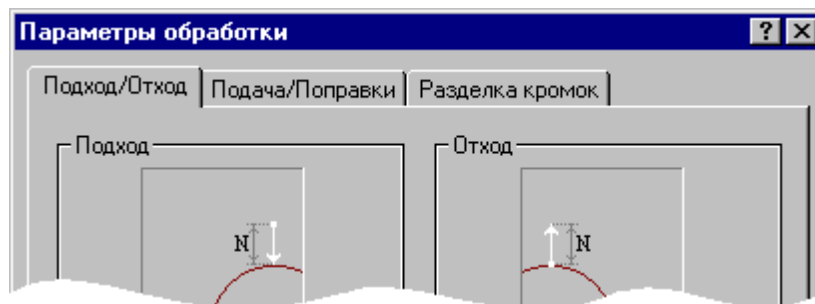 Параметры обработки
Подход/Отход Подача/Поправки Разделка кромок
Подход Отход
N N